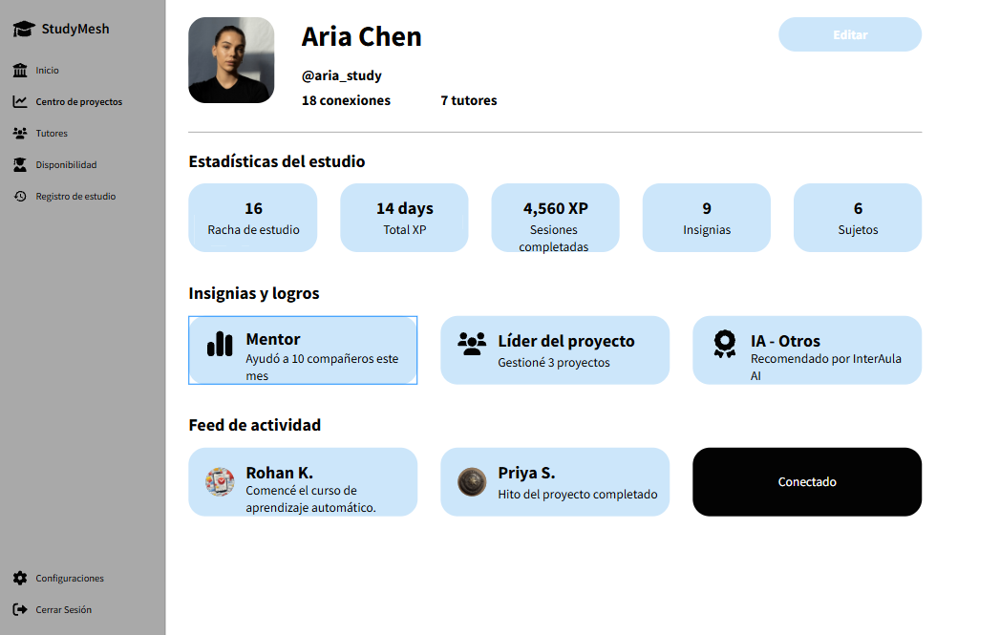 StudyMesh
Inicio
Centro de proyectos
Tutores
Disponibilidad
Registro de estudio
Configuraciones
Cerrar Sesión
Aria Chen
Editar
@aria_study
18 conexiones
7 tutores
Estadísticas del estudio
16
Racha de estudio
14 days
Total XP
4,560 XP
Sesiones
completadas
9
Insignias
6
Sujetos
Insignias y logros
Mentor
Ayudó a 10 compañeros este
mes
Líder del proyecto
Gestioné 3 proyectos
IA - Otros
Recomendado por InterAula
AI
Feed de actividad
Rohan K.
Comencé el curso de
aprendizaje automático.
Priya S.
Hito del proyecto completado
Conectado